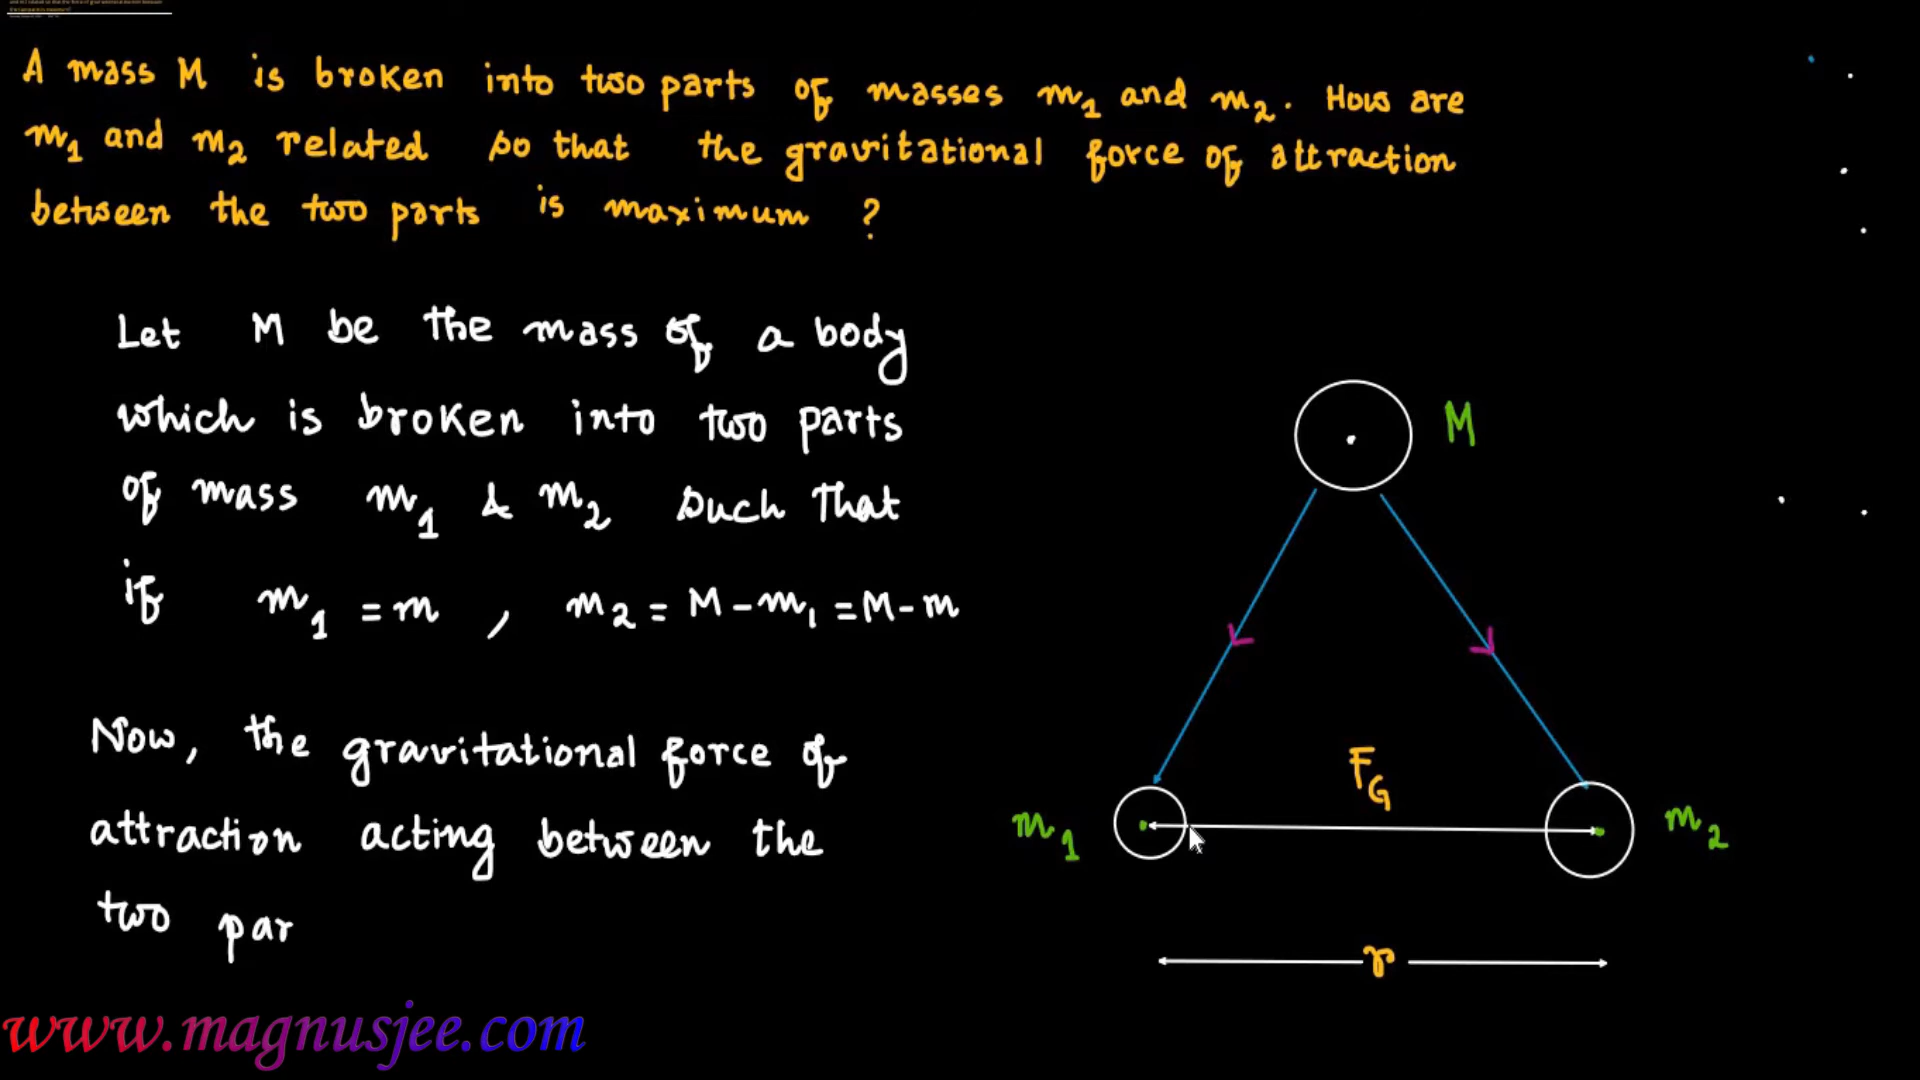 A mass M is broken into two parts of masses m₁ and m₂. How are
m₁ and m₂ related so that the gravitational force of attraction
between the two parts is maximum ?
Let M be the mass of a body
which is broken into two parts
of mass m₁ & m₂ such that
if m₁ = m , m₂ = M - m₁ = M - m
Now, the gravitational force of
attraction acting between the
two par
M
F_G
m₁
m₂
r
www.magnusjee.com